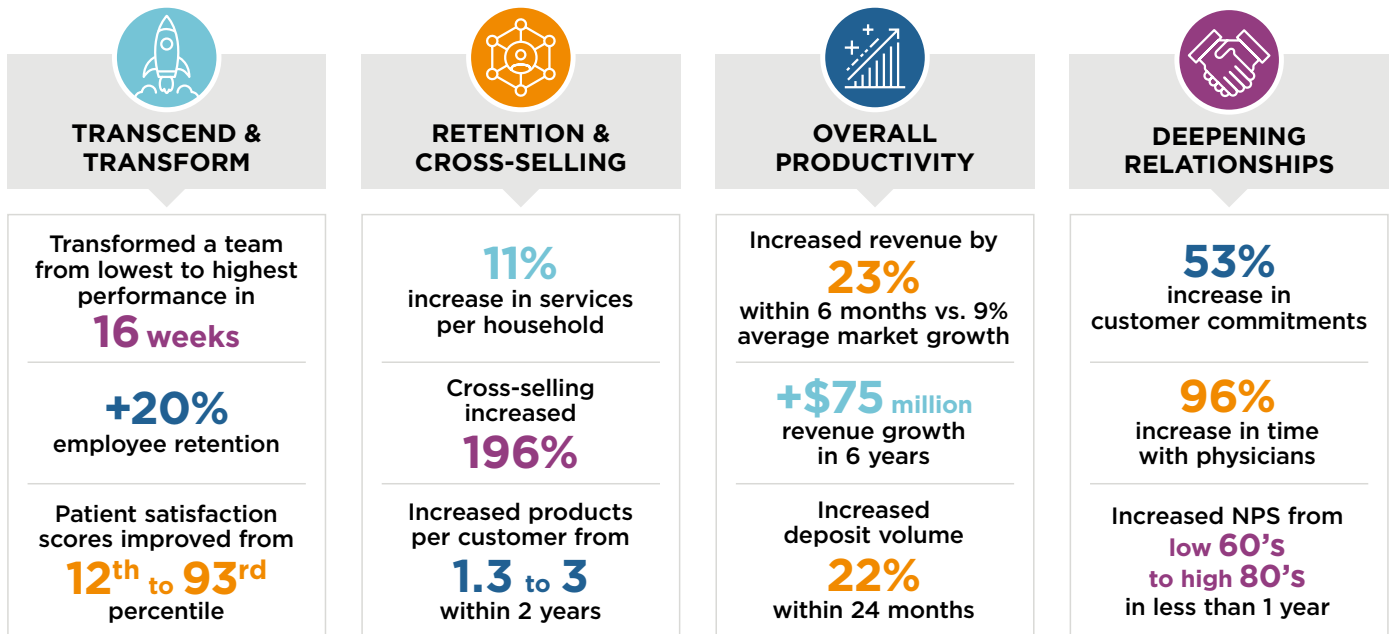 TRANSCEND &
TRANSFORM
Transformed a team
from lowest to highest
performance in
16 weeks
+20%
employee retention
Patient satisfaction
scores improved from
12th to 93rd
percentile
RETENTION &
CROSS-SELLING
11%
increase in services
per household
Cross-selling
increased
196%
Increased products
per customer from
1.3 to 3
within 2 years
OVERALL
PRODUCTIVITY
Increased revenue by
23%
within 6 months vs. 9%
average market growth
+$75 million
revenue growth
in 6 years
Increased
deposit volume
22%
within 24 months
DEEPENING
RELATIONSHIPS
53%
increase in
customer commitments
96%
increase in time
with physicians
Increased NPS from
low 60’s
to high 80’s
in less than 1 year